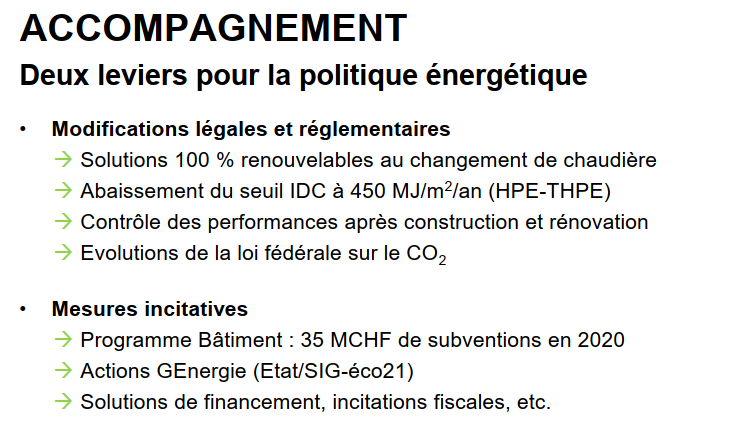 ACCOMPAGNEMENT
Deux leviers pour la politique énergétique
• Modifications légales et réglementaires
→ Solutions 100 % renouvelables au changement de chaudière
→ Abaissement du seuil IDC à 450 MJ/m²/an (HPE-THPE)
→ Contrôle des performances après construction et rénovation
→ Evolutions de la loi fédérale sur le CO₂
• Mesures incitatives
→ Programme Bâtiment : 35 MCHF de subventions en 2020
→ Actions GEnergie (Etat/SIG-éco21)
→ Solutions de financement, incitations fiscales, etc.